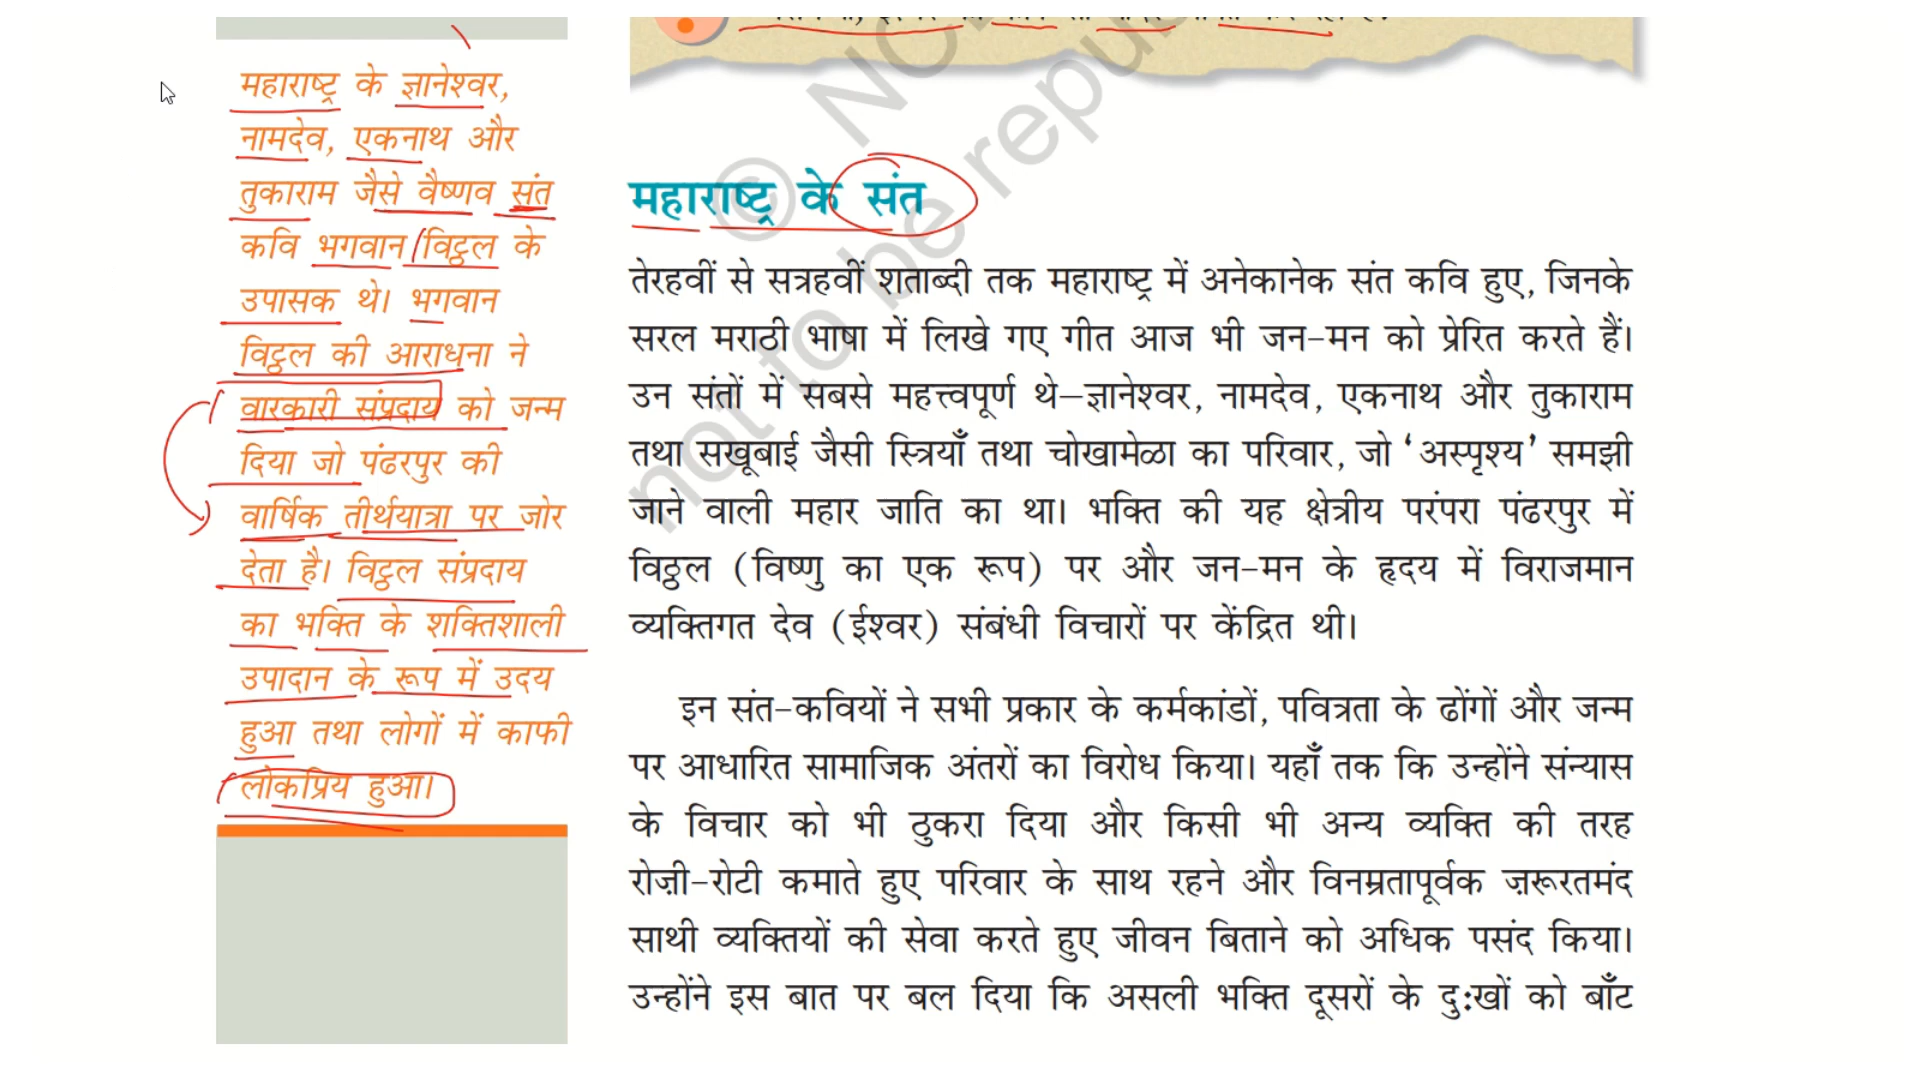 महाराष्ट्र के ज्ञानेश्वर,
नामदेव, एकनाथ और
तुकाराम जैसे वैष्णव संत
कवि भगवान विट्ठल के
उपासक थे। भगवान
विट्ठल की आराधना ने
वारकारी संप्रदाय को जन्म
दिया जो पंढरपुर की
वार्षिक तीर्थयात्रा पर जोर
देता है। विट्ठल संप्रदाय
का भक्ति के शक्तिशाली
उपादान के रूप में उदय
हुआ तथा लोगों में काफी
लोकप्रिय हुआ।
महाराष्ट्र के संत
तेरहवीं से सत्रहवीं शताब्दी तक महाराष्ट्र में अनेकानेक संत कवि हुए, जिनके
सरल मराठी भाषा में लिखे गए गीत आज भी जन-मन को प्रेरित करते हैं।
उन संतों में सबसे महत्त्वपूर्ण थे—ज्ञानेश्वर, नामदेव, एकनाथ और तुकाराम
तथा सखूबाई जैसी स्त्रियाँ तथा चोखामेळा का परिवार, जो ‘अस्पृश्य’ समझी
जाने वाली महार जाति का था। भक्ति की यह क्षेत्रीय परंपरा पंढरपुर में
विठ्ठल (विष्णु का एक रूप) पर और जन-मन के हृदय में विराजमान
व्यक्तिगत देव (ईश्वर) संबंधी विचारों पर केंद्रित थी।
इन संत-कवियों ने सभी प्रकार के कर्मकांडों, पवित्रता के ढोंगों और जन्म
पर आधारित सामाजिक अंतरों का विरोध किया। यहाँ तक कि उन्होंने संन्यास
के विचार को भी ठुकरा दिया और किसी भी अन्य व्यक्ति की तरह
रोज़ी-रोटी कमाते हुए परिवार के साथ रहने और विनम्रतापूर्वक ज़रूरतमंद
साथी व्यक्तियों की सेवा करते हुए जीवन बिताने को अधिक पसंद किया।
उन्होंने इस बात पर बल दिया कि असली भक्ति दूसरों के दुःखों को बाँट
not to be repu